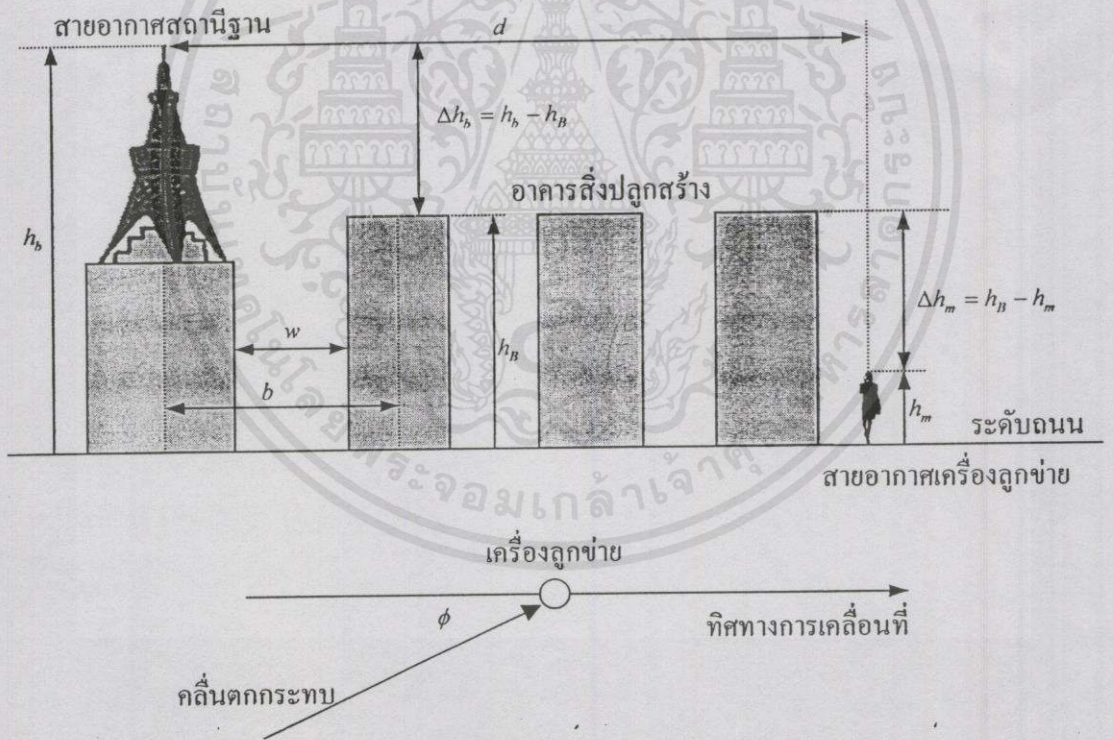 สายอากาศสถานีฐาน
d
Δh_b = h_b − h_B
อาคารสิ่งปลูกสร้าง
h_b
Δh_m = h_B − h_m
w
h_B
b
h_m
ระดับถนน
สายอากาศเครื่องลูกข่าย
เครื่องลูกข่าย
ϕ
ทิศทางการเคลื่อนที่
คลื่นตกกระทบ